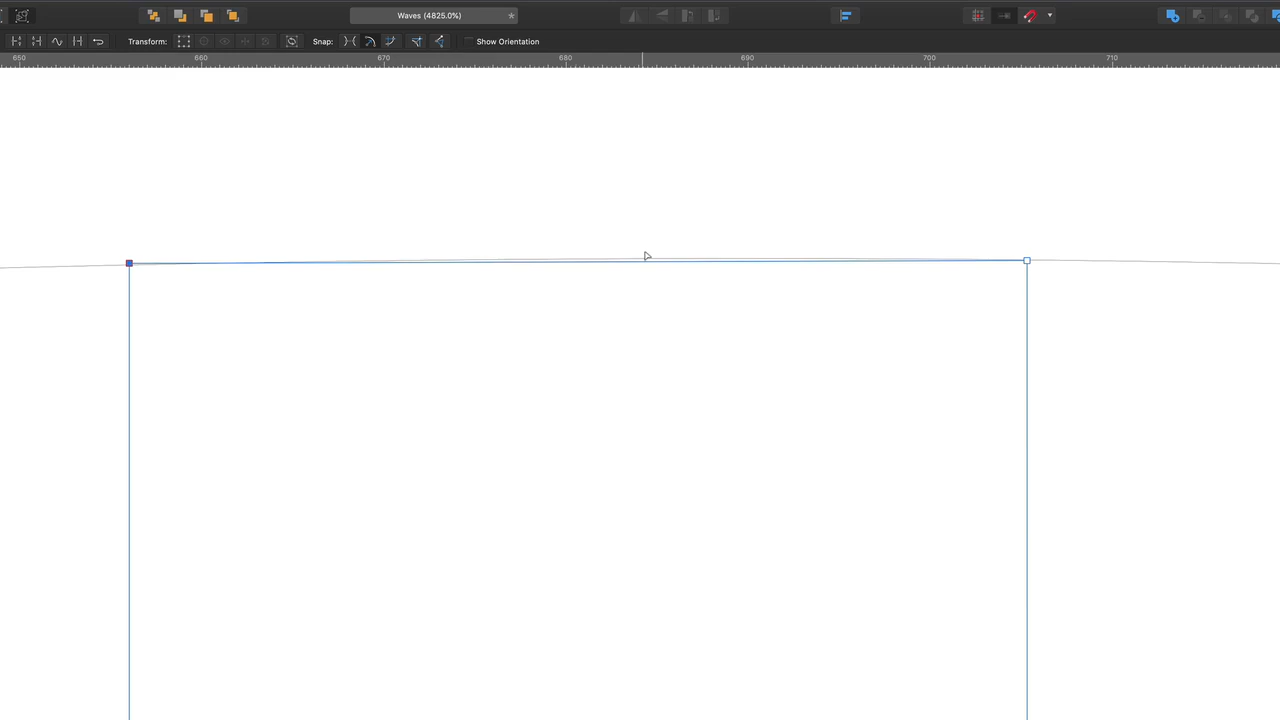 Waves (4825.0%)
Transform:
Snap:
Show Orientation
650 660 670 680 690 700 710